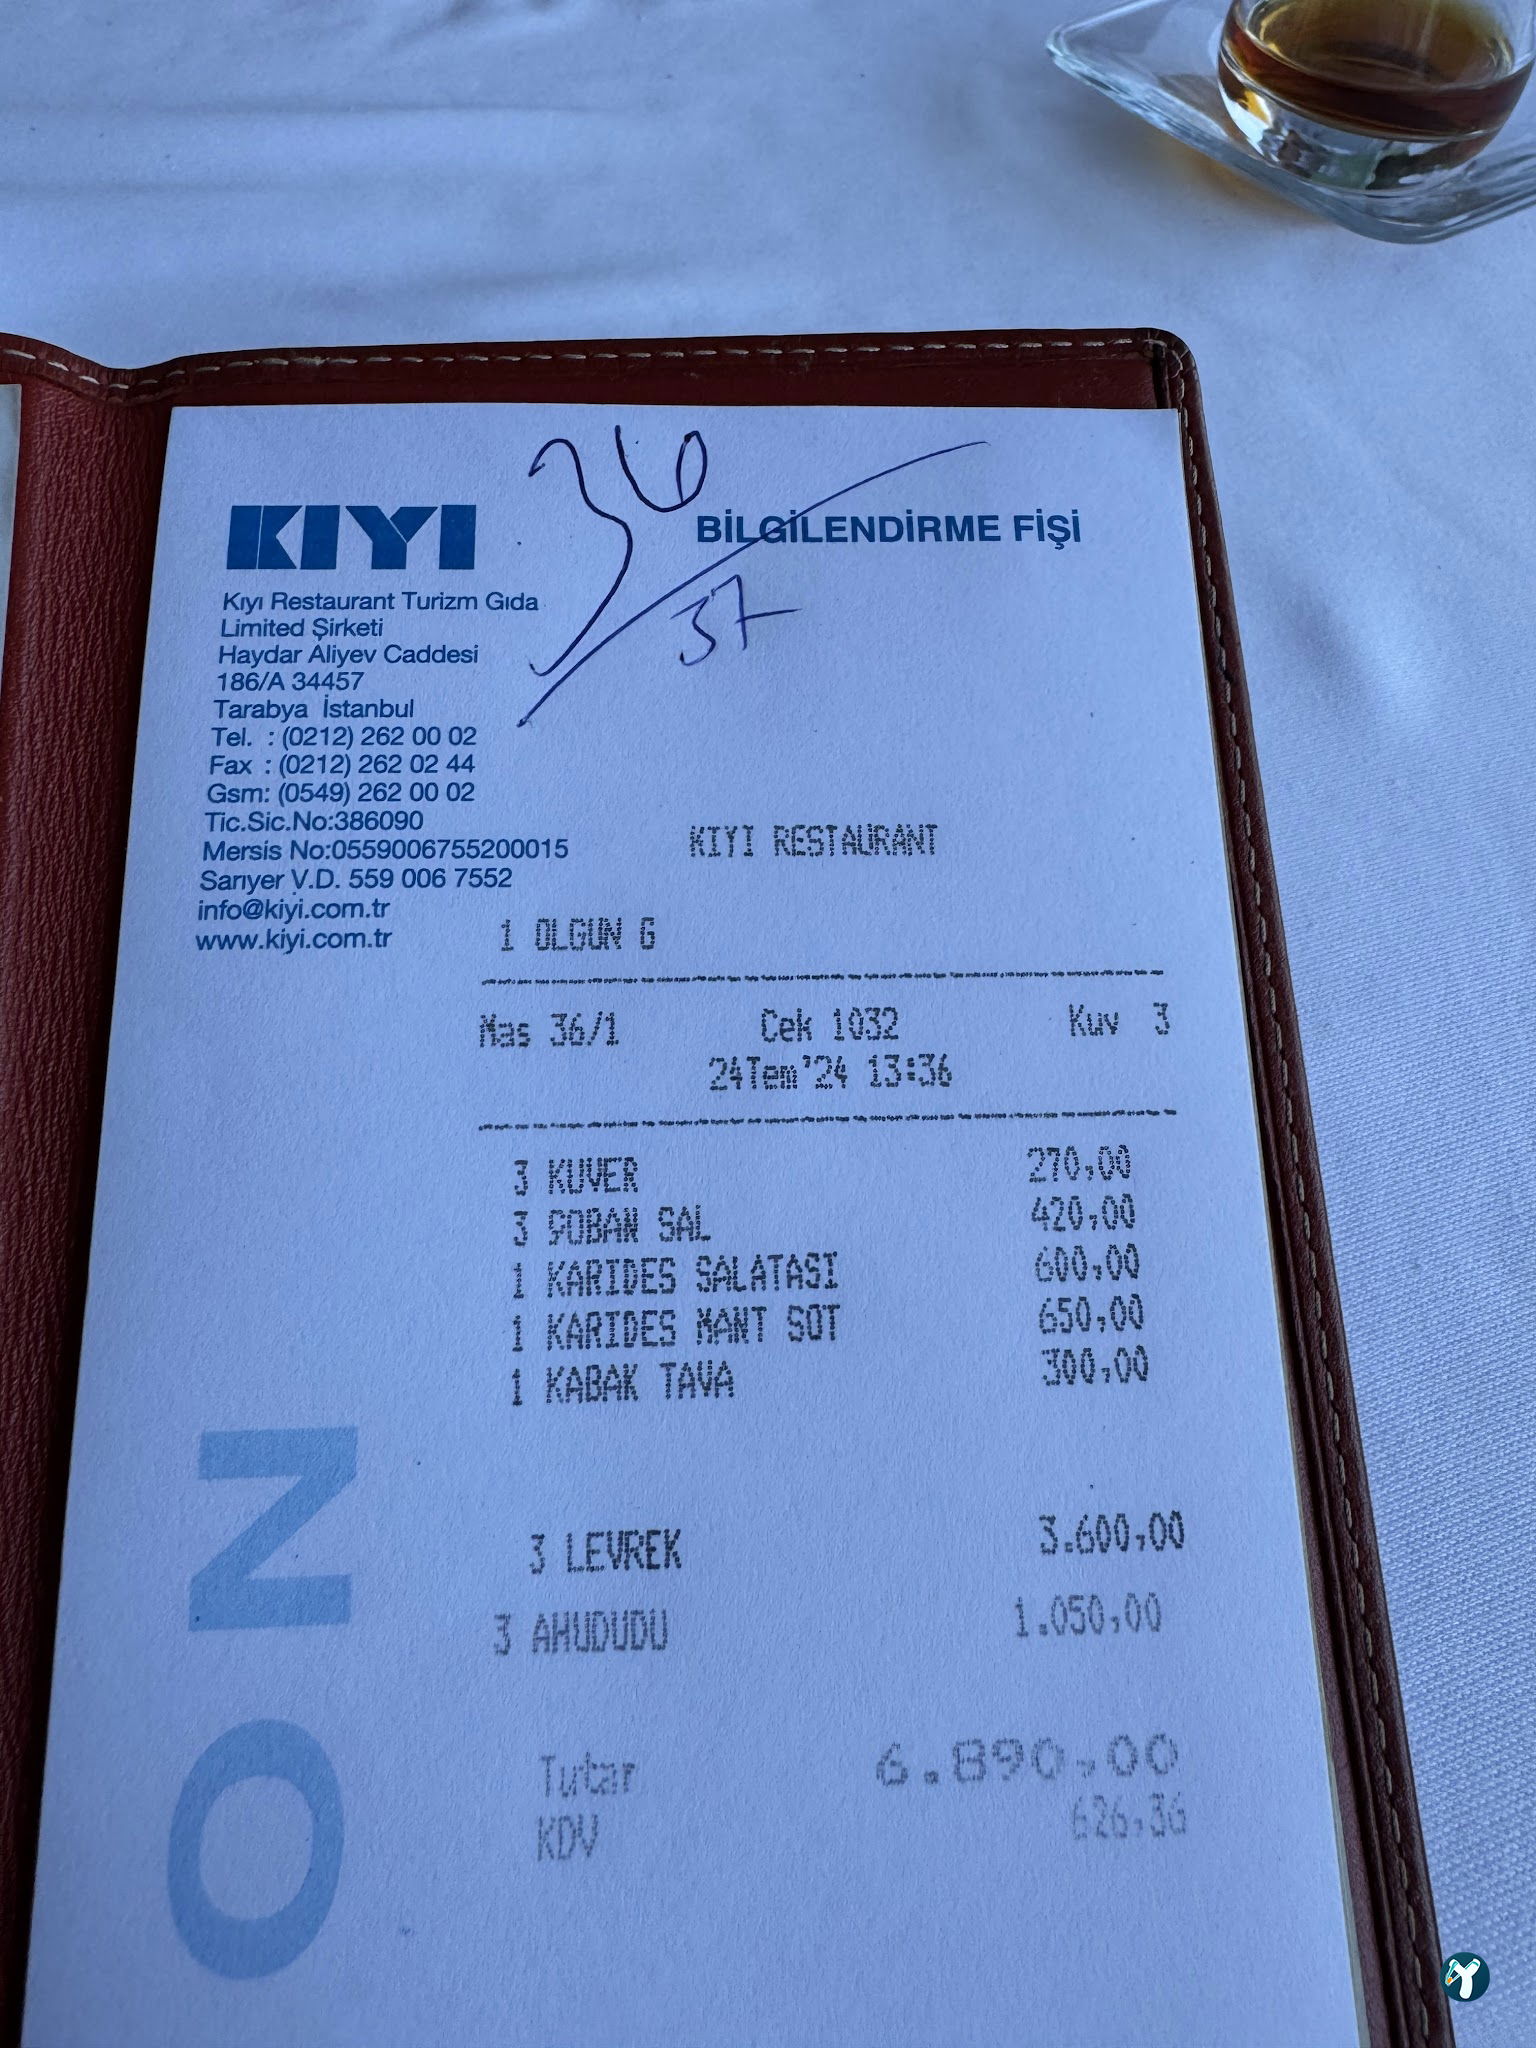 36
37
KIYI
BİLGİLENDİRME FİŞİ
Kıyı Restaurant Turizm Gıda
Limited Şirketi
Haydar Aliyev Caddesi
186/A 34457
Tarabya İstanbul
Tel. : (0212) 262 00 02
Fax : (0212) 262 02 44
Gsm: (0549) 262 00 02
Tic.Sic.No:386090
Mersis No:0559006755200015
Sarıyer V.D. 559 006 7552
info@kiyi.com.tr
www.kiyi.com.tr
KIYI RESTAURANT
1 OLGUN G
Mas 36/1 Cek 1032 Kuv 3
24Tem'24 13:36
3 KUVER 270,00
3 ÇOBAN SAL 420,00
1 KARIDES SALATASI 600,00
1 KARIDES MANT SOT 650,00
1 KABAK TAVA 300,00
3 LEVREK 3.600,00
3 AHUDUDU 1.050,00
Tutar 6.890,00
KDV 626,36
ON